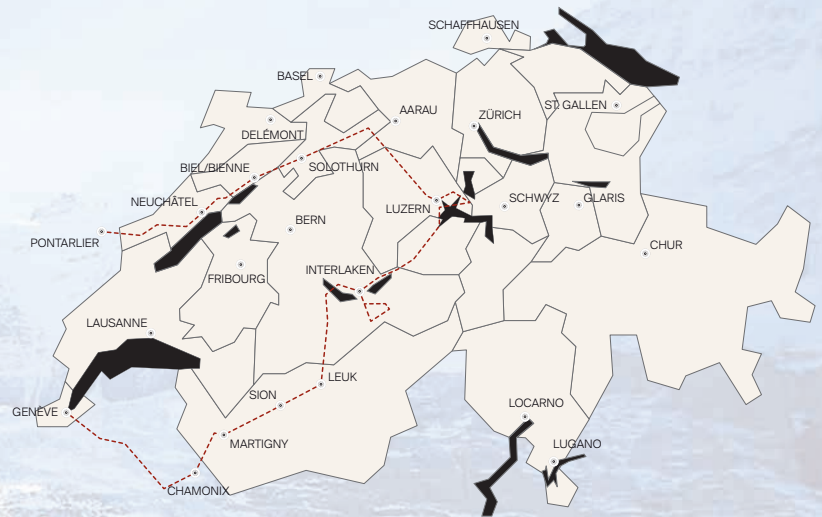 SCHAFFHAUSEN
BASEL
ST. GALLEN
AARAU
ZÜRICH
DELÉMONT
BIEL/BIENNE
SOLOTHURN
NEUCHÂTEL
LUZERN
SCHWYZ
GLARIS
BERN
PONTARLIER
CHUR
INTERLAKEN
FRIBOURG
LAUSANNE
LEUK
SION
LOCARNO
GENÈVE
MARTIGNY
LUGANO
CHAMONIX